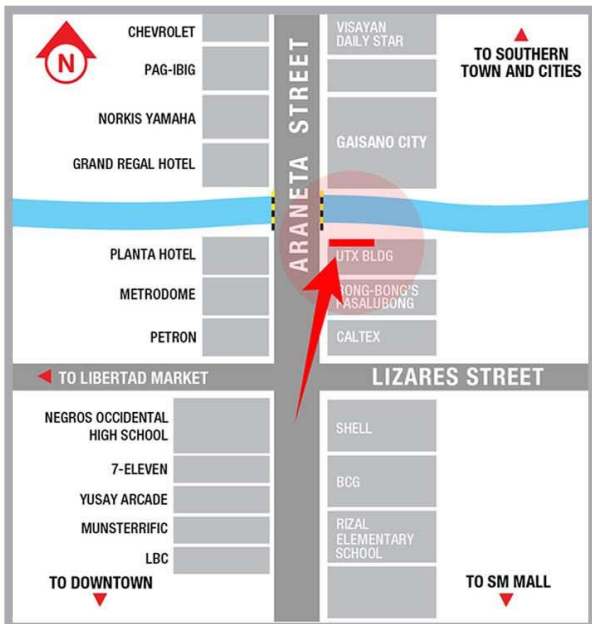 N
CHEVROLET
PAG-IBIG
NORKIS YAMAHA
GRAND REGAL HOTEL
ARANETA STREET
VISAYAN
DAILY STAR
GAISANO CITY
TO SOUTHERN
TOWN AND CITIES
PLANTA HOTEL
METRODOME
PETRON
UTX BLDG
BONG-BONG'S
PASALUBONG
CALTEX
TO LIBERTAD MARKET
LIZARES STREET
NEGROS OCCIDENTAL
HIGH SCHOOL
7-ELEVEN
YUSAY ARCADE
MUNSTERRIFIC
LBC
SHELL
BCG
RIZAL
ELEMENTARY
SCHOOL
TO DOWNTOWN
TO SM MALL